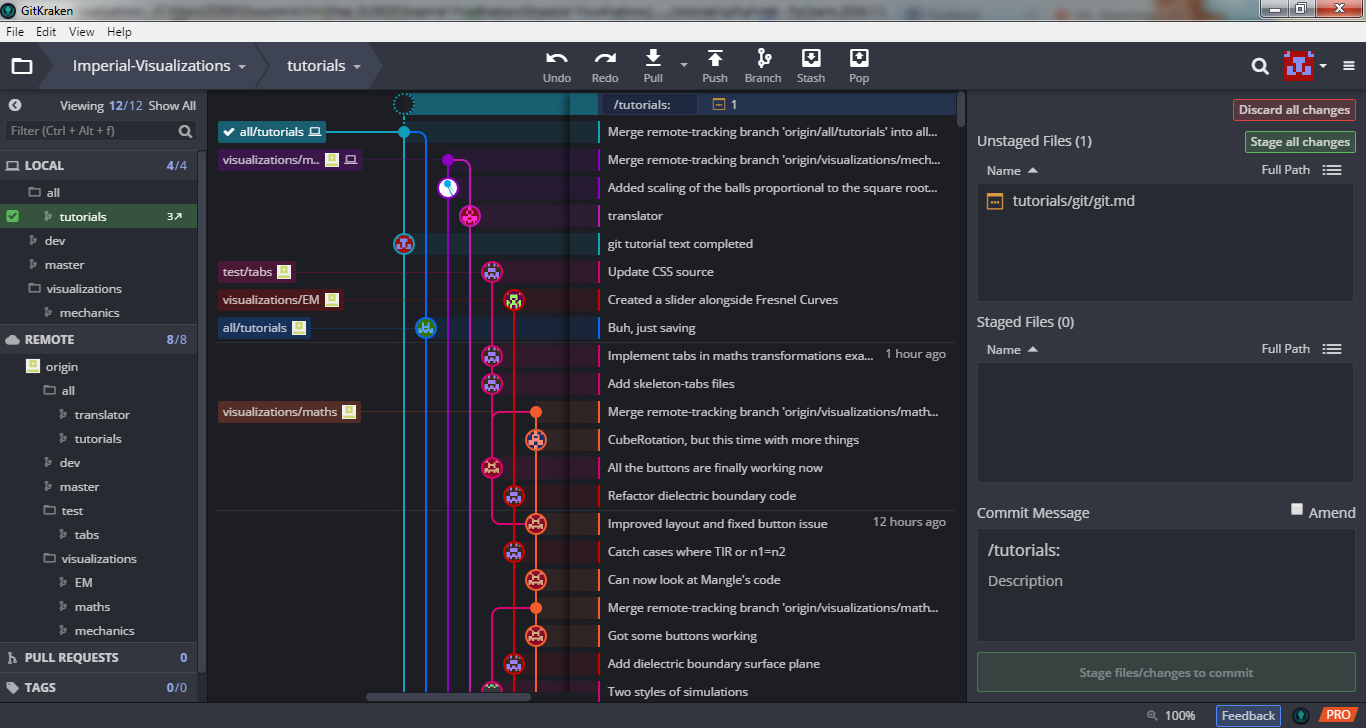 GitKraken
File Edit View Help
Imperial-Visualizations
tutorials
Undo Redo Pull Push Branch Stash Pop
Viewing 12/12 Show All
Filter (Ctrl + Alt + f)
LOCAL 4/4
all
tutorials 3↗
dev
master
visualizations
mechanics
REMOTE 8/8
origin
all
translator
tutorials
dev
master
test
tabs
visualizations
EM
maths
mechanics
PULL REQUESTS 0
TAGS 0/0
/tutorials: 1
all/tutorials Merge remote-tracking branch 'origin/all/tutorials' into all...
visualizations/m.. Merge remote-tracking branch 'origin/visualizations/mech...
Added scaling of the balls proportional to the square root...
translator
git tutorial text completed
test/tabs Update CSS source
visualizations/EM Created a slider alongside Fresnel Curves
all/tutorials Buh, just saving
Implement tabs in maths transformations exa... 1 hour ago
Add skeleton-tabs files
visualizations/maths Merge remote-tracking branch 'origin/visualizations/math...
CubeRotation, but this time with more things
All the buttons are finally working now
Refactor dielectric boundary code
Improved layout and fixed button issue 12 hours ago
Catch cases where TIR or n1=n2
Can now look at Mangle's code
Merge remote-tracking branch 'origin/visualizations/math...
Got some buttons working
Add dielectric boundary surface plane
Two styles of simulations
Discard all changes
Unstaged Files (1) Stage all changes
Name Full Path
tutorials/git/git.md
Staged Files (0)
Name Full Path
Commit Message Amend
/tutorials:
Description
Stage files/changes to commit
100% Feedback PRO